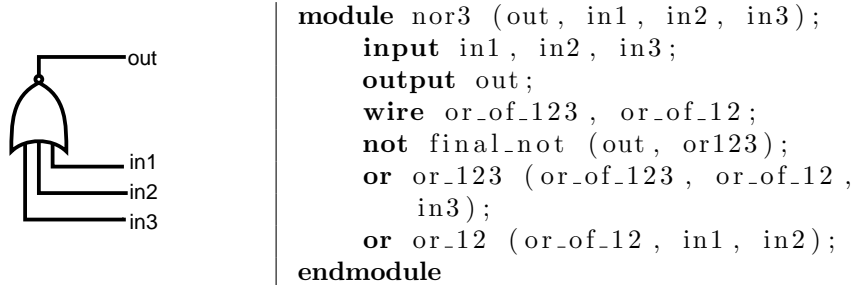 out
in1
in2
in3
module nor3 (out, in1, in2, in3);
input in1, in2, in3;
output out;
wire or_of_123, or_of_12;
not final_not (out, or123);
or or_123 (or_of_123, or_of_12,
in3);
or or_12 (or_of_12, in1, in2);
endmodule